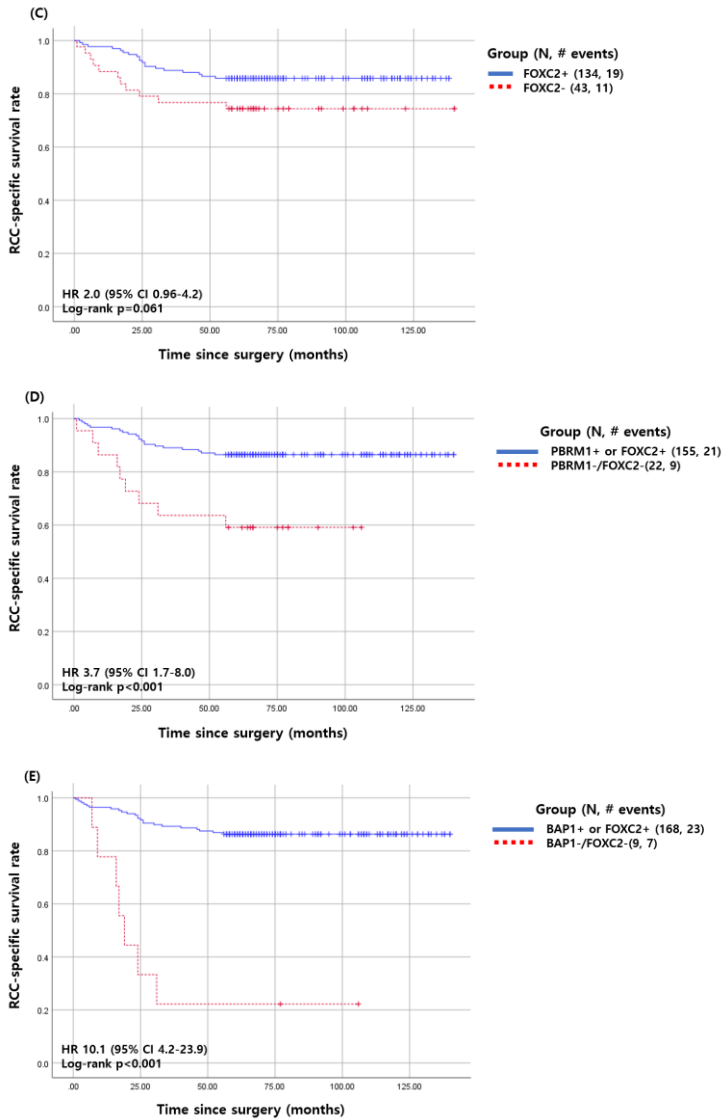 (C)
1.0
0.8
0.6
0.4
0.2
0.0
RCC-specific survival rate
HR 2.0 (95% CI 0.96-4.2)
Log-rank p=0.061
.00 25.00 50.00 75.00 100.00 125.00
Time since surgery (months)
Group (N, # events)
FOXC2+ (134, 19)
FOXC2- (43, 11)
(D)
1.0
0.8
0.6
0.4
0.2
0.0
RCC-specific survival rate
HR 3.7 (95% CI 1.7-8.0)
Log-rank p<0.001
.00 25.00 50.00 75.00 100.00 125.00
Time since surgery (months)
Group (N, # events)
PBRM1+ or FOXC2+ (155, 21)
PBRM1-/FOXC2-(22, 9)
(E)
1.0
0.8
0.6
0.4
0.2
0.0
RCC-specific survival rate
HR 10.1 (95% CI 4.2-23.9)
Log-rank p<0.001
.00 25.00 50.00 75.00 100.00 125.00
Time since surgery (months)
Group (N, # events)
BAP1+ or FOXC2+ (168, 23)
BAP1-/FOXC2-(9, 7)